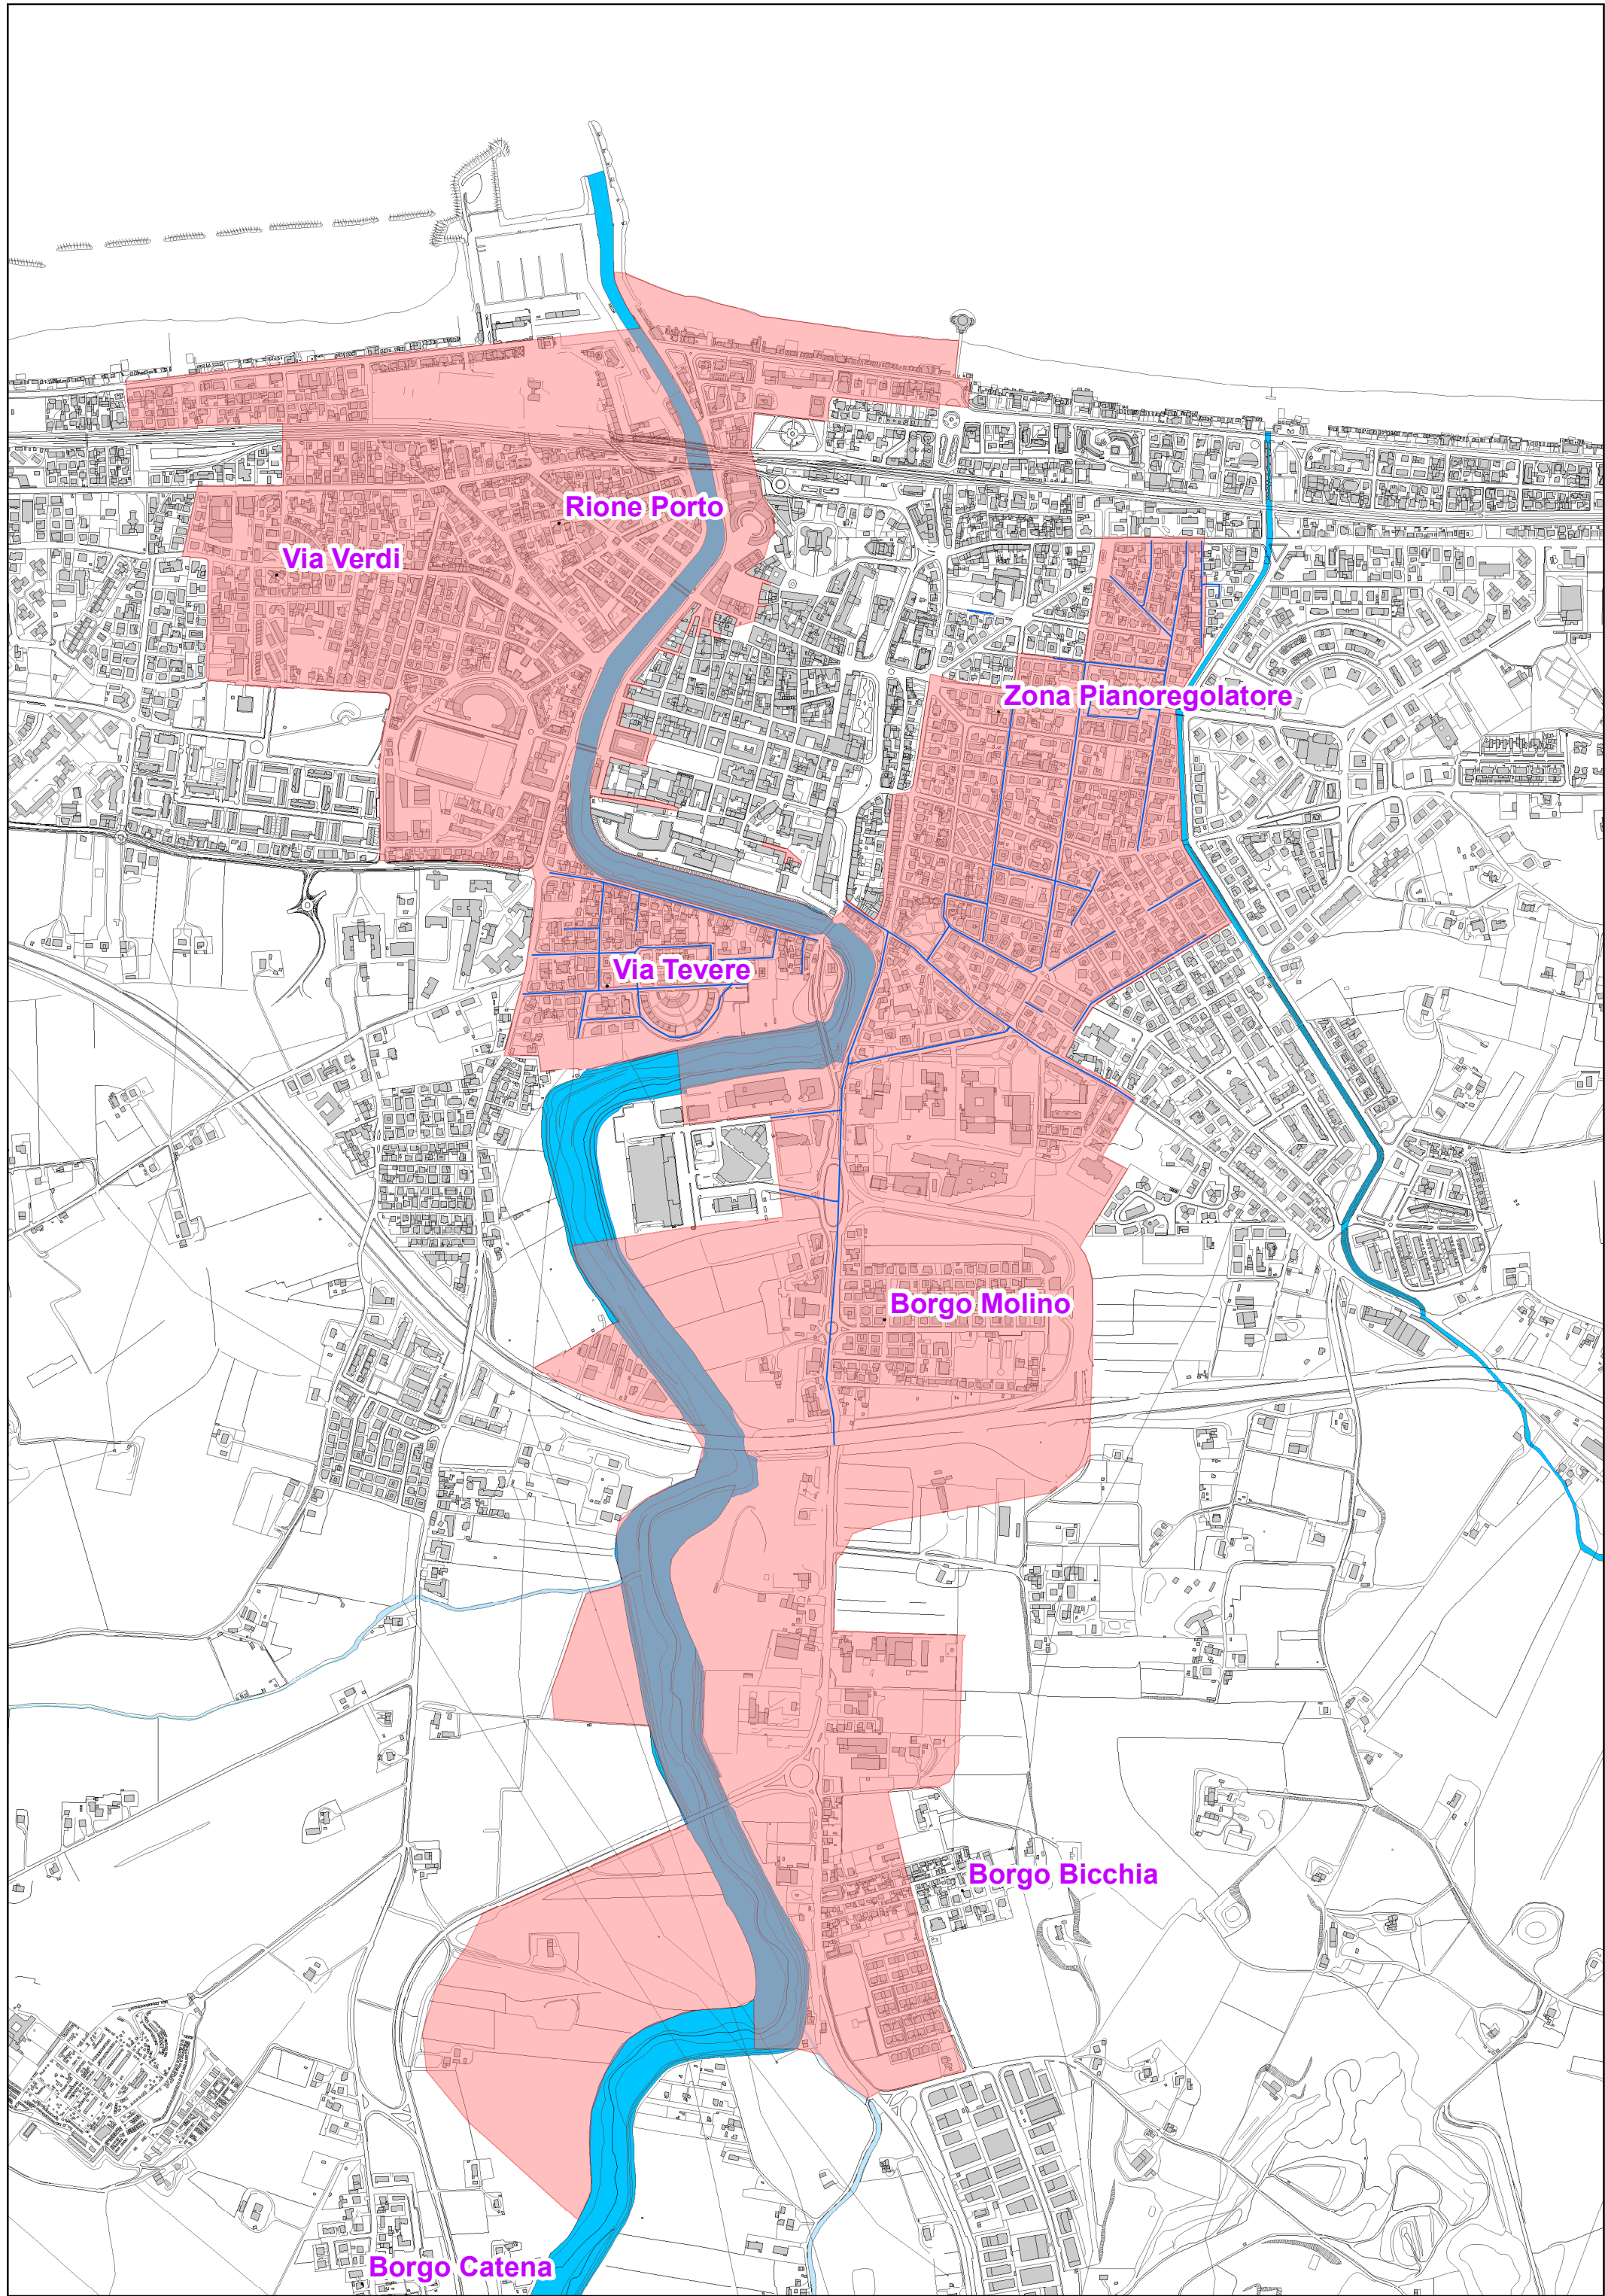 Rione Porto
Via Verdi
Zona Pianoregolatore
Via Tevere
Borgo Molino
Borgo Bicchia
Borgo Catena